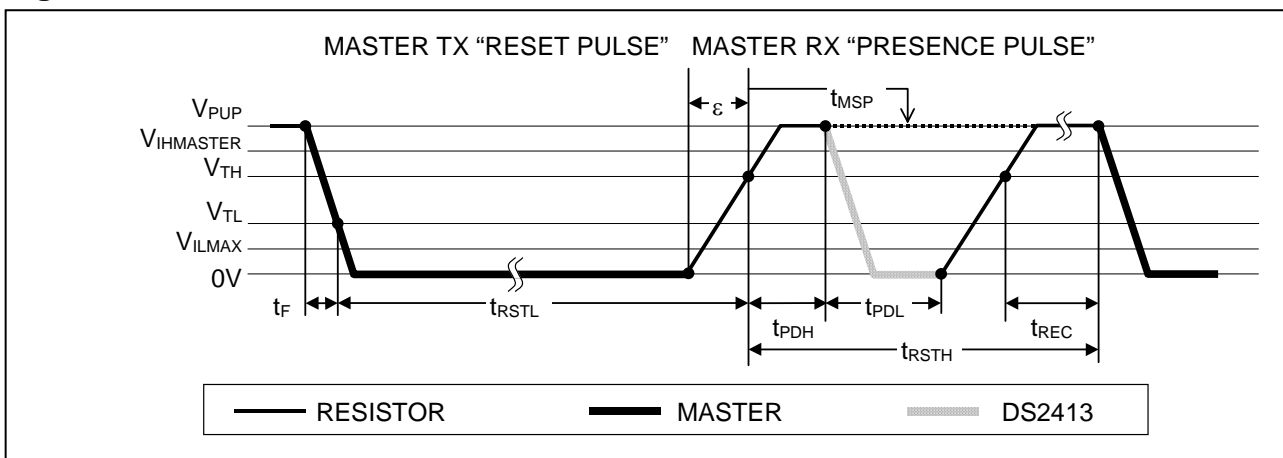 MASTER TX “RESET PULSE” MASTER RX “PRESENCE PULSE”
VPUP
ε
tMSP
VIHMASTER
VTH
VTL
VILMAX
0V
tF
tRSTL
tPDH
tPDL
tREC
tRSTH
RESISTOR MASTER DS2413